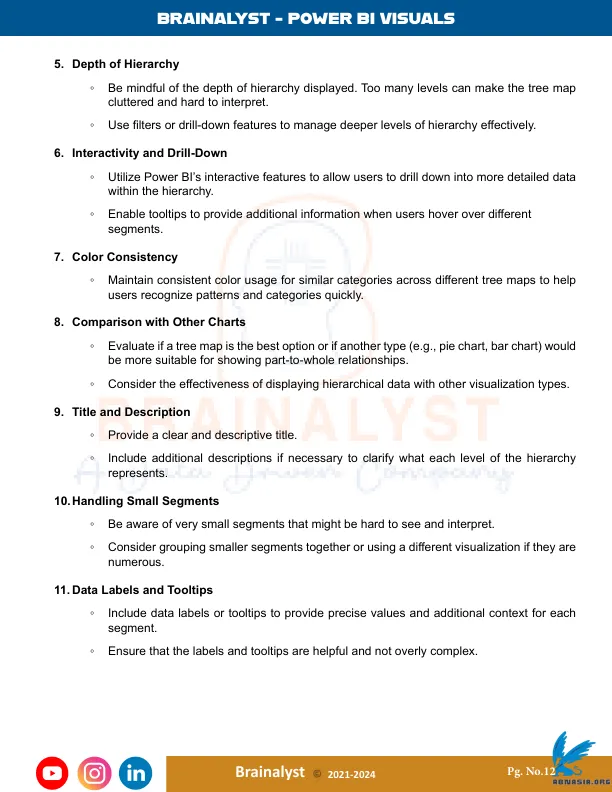 BRAINALYST - POWER BI VISUALS
5. Depth of Hierarchy
◦ Be mindful of the depth of hierarchy displayed. Too many levels can make the tree map
cluttered and hard to interpret.
◦ Use filters or drill-down features to manage deeper levels of hierarchy effectively.
6. Interactivity and Drill-Down
◦ Utilize Power BI's interactive features to allow users to drill down into more detailed data
within the hierarchy.
◦ Enable tooltips to provide additional information when users hover over different
segments.
7. Color Consistency
◦ Maintain consistent color usage for similar categories across different tree maps to help
users recognize patterns and categories quickly.
8. Comparison with Other Charts
◦ Evaluate if a tree map is the best option or if another type (e.g., pie chart, bar chart) would
be more suitable for showing part-to-whole relationships.
◦ Consider the effectiveness of displaying hierarchical data with other visualization types.
9. Title and Description
◦ Provide a clear and descriptive title.
◦ Include additional descriptions if necessary to clarify what each level of the hierarchy
represents.
BRAINALYST
A Data Driven Company
10. Handling Small Segments
◦ Be aware of very small segments that might be hard to see and interpret.
◦ Consider grouping smaller segments together or using a different visualization if they are
numerous.
11. Data Labels and Tooltips
◦ Include data labels or tooltips to provide precise values and additional context for each
segment.
◦ Ensure that the labels and tooltips are helpful and not overly complex.
in
Brainalyst © 2021-2024
Pg. No.12
ABNASIA.ORG